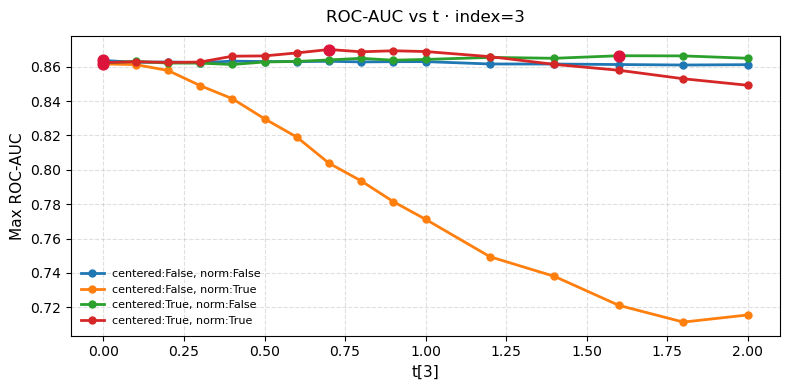 ROC-AUC vs t · index=3
Max ROC-AUC
0.86
0.84
0.82
0.80
0.78
0.76
0.74
0.72
centered:False, norm:False
centered:False, norm:True
centered:True, norm:False
centered:True, norm:True
0.00 0.25 0.50 0.75 1.00 1.25 1.50 1.75 2.00
t[3]